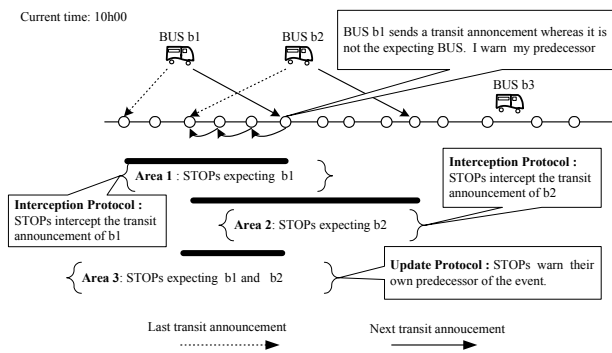 Current time: 10h00
BUS b1
BUS b2
BUS b1 sends a transit annoncement whereas it is
not the expecting BUS. I warn my predecessor
BUS b3
Area 1 : STOPs expecting b1
Interception Protocol :
STOPs intercept the transit
announcement of b1
Interception Protocol :
STOPs intercept the transit
announcement of b2
Area 2: STOPs expecting b2
Area 3: STOPs expecting b1 and b2
Update Protocol : STOPs warn their
own predecessor of the event.
Last transit annoucement
Next transit annoucement